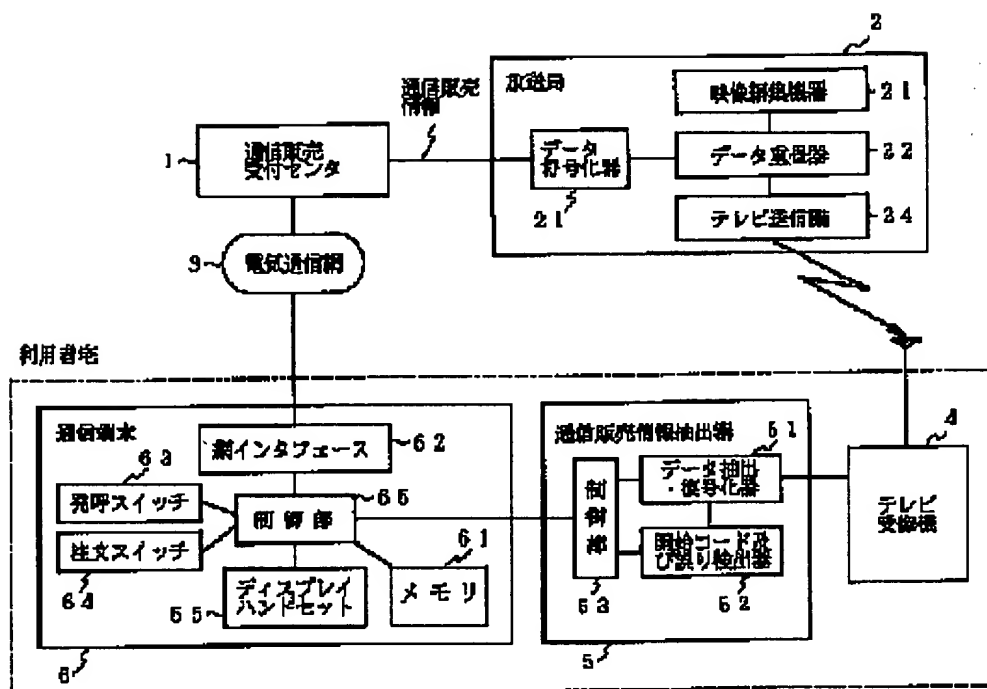 2
放送局
通信販売
情報
映像編集機器
21
1
通信販売
受付センタ
データ
符号化器
データ重畳器
22
21
テレビ送信機
24
9
電気通信網
利用者宅
通信端末
網インタフェース
62
63
発呼スイッチ
制御部
65
注文スイッチ
64
ディスプレイ
ハンドセット
55
61
メモリ
6
通信販売情報抽出器
51
データ抽出
・復号化器
開始コード及
び誤り検出器
52
53
5
4
テレビ
受像機